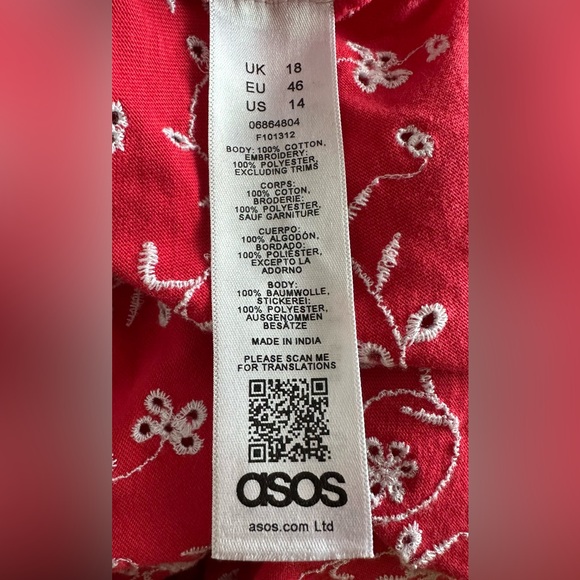 UK 18
EU 46
US 14
06864804
F101312
BODY: 100% COTTON,
EMBROIDERY:
100% POLYESTER,
EXCLUDING TRIMS
CORPS:
100% COTON,
BRODERIE:
100% POLYESTER,
SAUF GARNITURE
CUERPO:
100% ALGODÓN,
BORDADO:
100% POLIÉSTER,
EXCEPTO LA
ADORNO
BODY:
100% BAUMWOLLE,
STICKEREI:
100% POLYESTER,
AUSGENOMMEN
BESÄTZE
MADE IN INDIA
PLEASE SCAN ME
FOR TRANSLATIONS
asos
asos.com Ltd